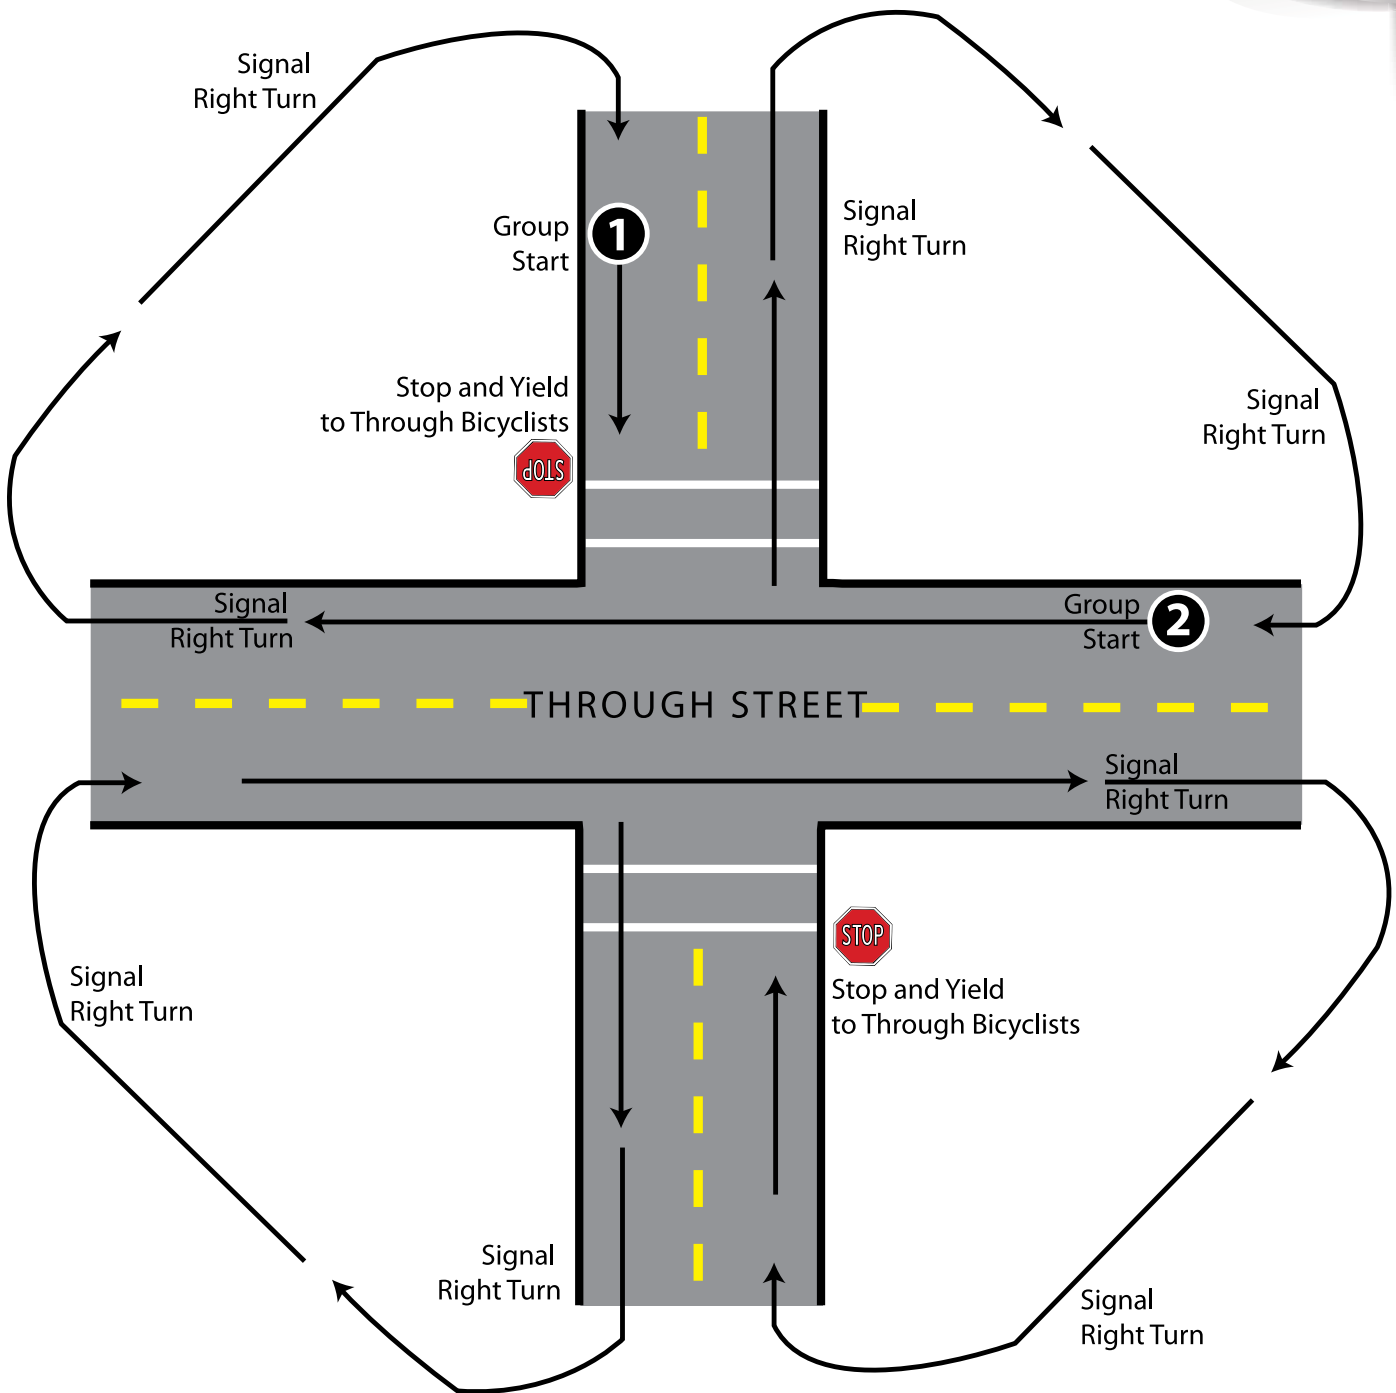 Signal
Right Turn
Group
Start
1
Signal
Right Turn
Stop and Yield
to Through Bicyclists
STOP
Signal
Right Turn
Signal
Right Turn
Group
Start
2
THROUGH STREET
Signal
Right Turn
STOP
Signal
Right Turn
Stop and Yield
to Through Bicyclists
Signal
Right Turn
Signal
Right Turn